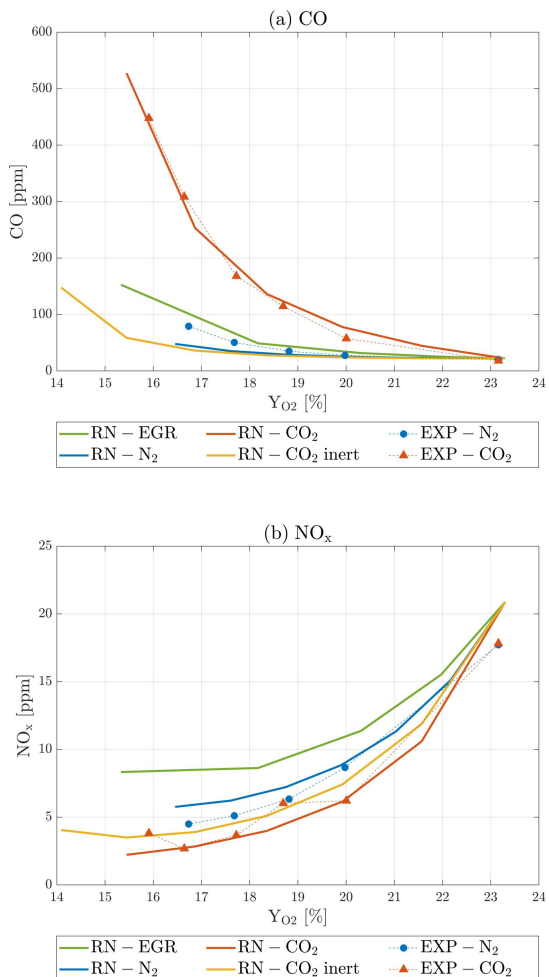 (a) CO
600
500
400
300
200
100
0
CO [ppm]
14 15 16 17 18 19 20 21 22 23 24
Y_O2 [%]
RN − EGR RN − CO₂ EXP − N₂
RN − N₂ RN − CO₂ inert EXP − CO₂
(b) NOₓ
25
20
15
10
5
0
NOₓ [ppm]
14 15 16 17 18 19 20 21 22 23 24
Y_O2 [%]
RN − EGR RN − CO₂ EXP − N₂
RN − N₂ RN − CO₂ inert EXP − CO₂